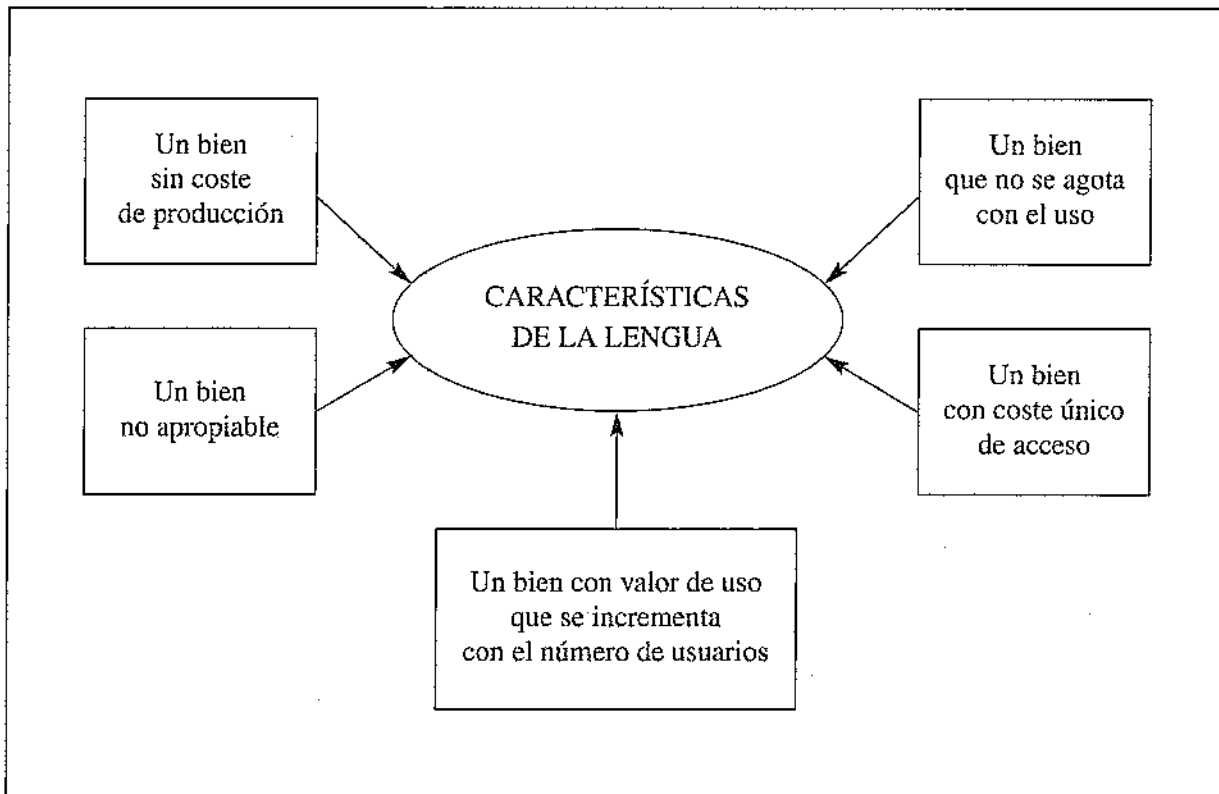 Un bien
sin coste
de producción
Un bien
que no se agota
con el uso
CARACTERÍSTICAS
DE LA LENGUA
Un bien
no apropiable
Un bien
con coste único
de acceso
Un bien con valor de uso
que se incrementa
con el número de usuarios